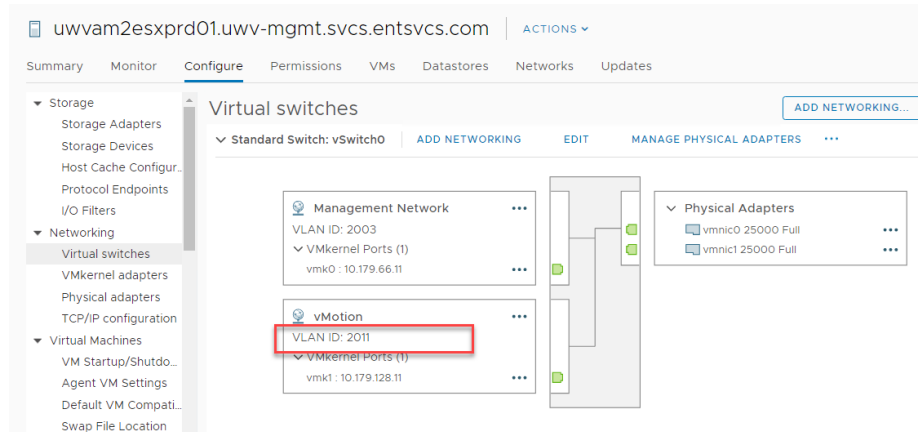 uwvam2esxprd01.uwv-mgmt.svcs.entsvcs.com ACTIONS
Summary Monitor Configure Permissions VMs Datastores Networks Updates
Storage
Storage Adapters
Storage Devices
Host Cache Configur..
Protocol Endpoints
I/O Filters
Networking
Virtual switches
VMkernel adapters
Physical adapters
TCP/IP configuration
Virtual Machines
VM Startup/Shutdo...
Agent VM Settings
Default VM Compati...
Swap File Location
Virtual switches
ADD NETWORKING...
Standard Switch: vSwitch0 ADD NETWORKING EDIT MANAGE PHYSICAL ADAPTERS ...
Management Network ...
VLAN ID: 2003
VMkernel Ports (1)
vmk0 : 10.179.66.11 ...
vMotion ...
VLAN ID: 2011
VMkernel Ports (1)
vmk1 : 10.179.128.11 ...
Physical Adapters
vmnic0 25000 Full ...
vmnic1 25000 Full ...